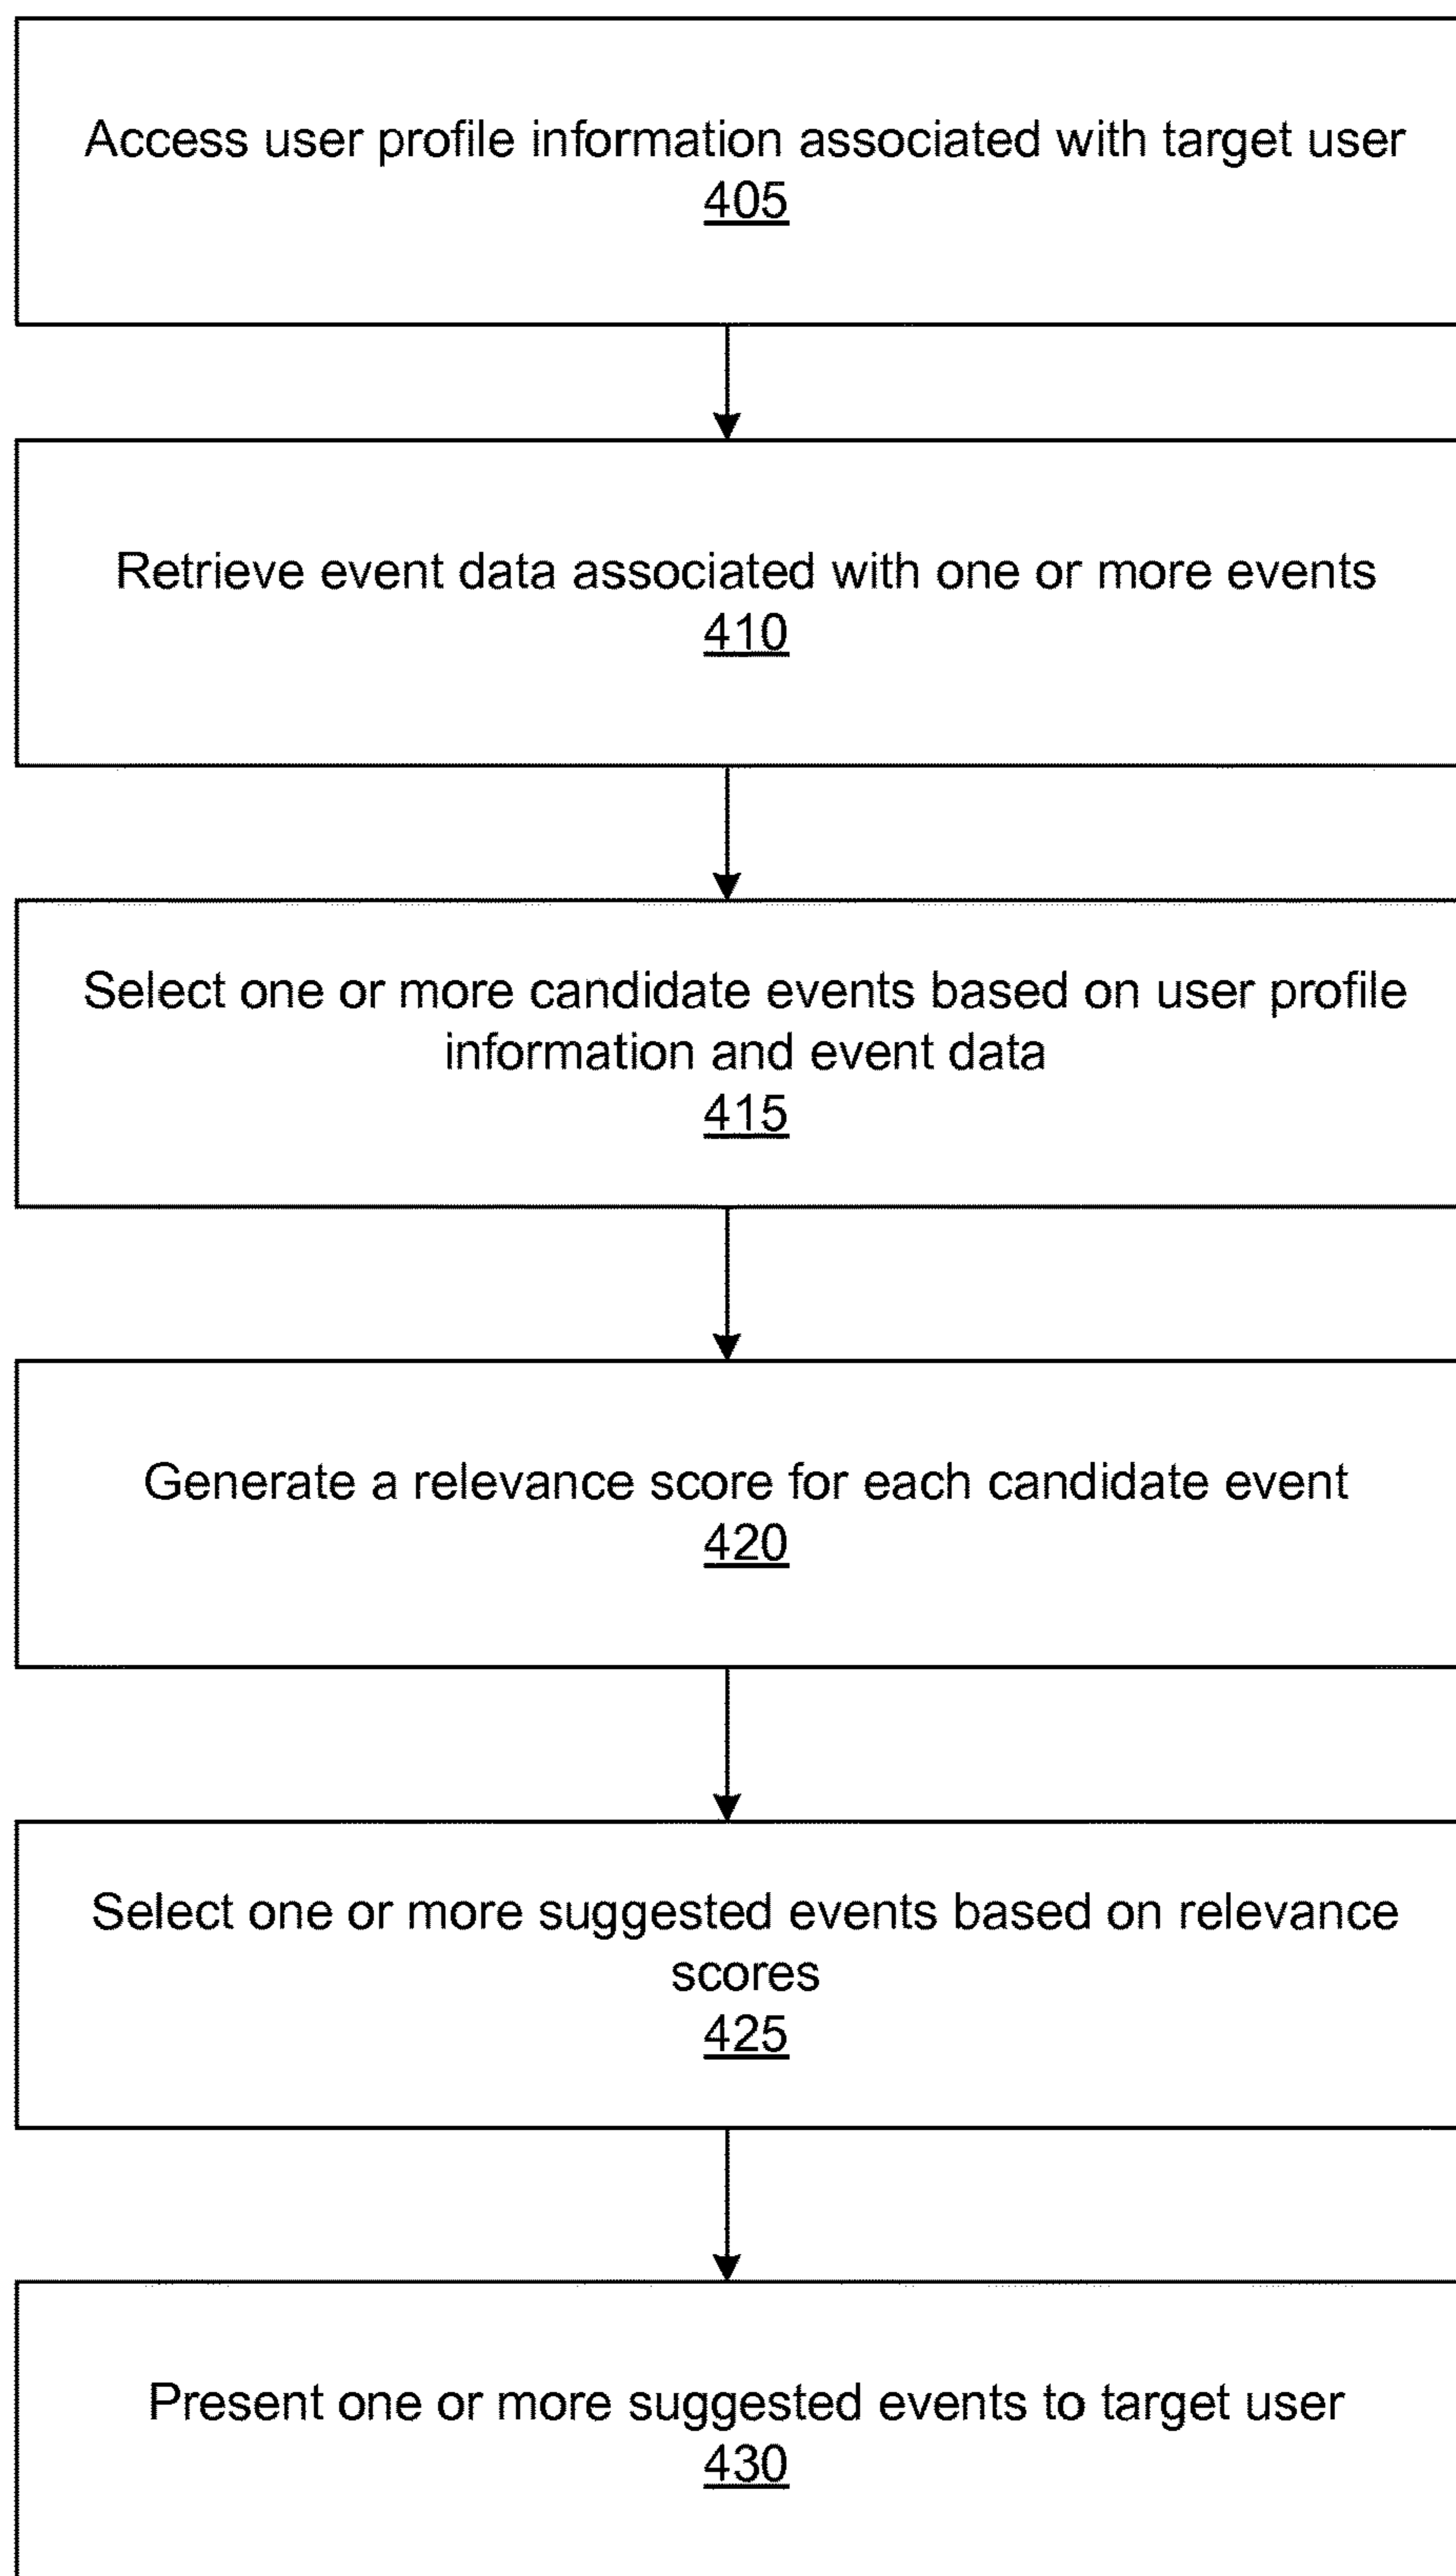 Access user profile information associated with target user
405
Retrieve event data associated with one or more events
410
Select one or more candidate events based on user profile
information and event data
415
Generate a relevance score for each candidate event
420
Select one or more suggested events based on relevance
scores
425
Present one or more suggested events to target user
430